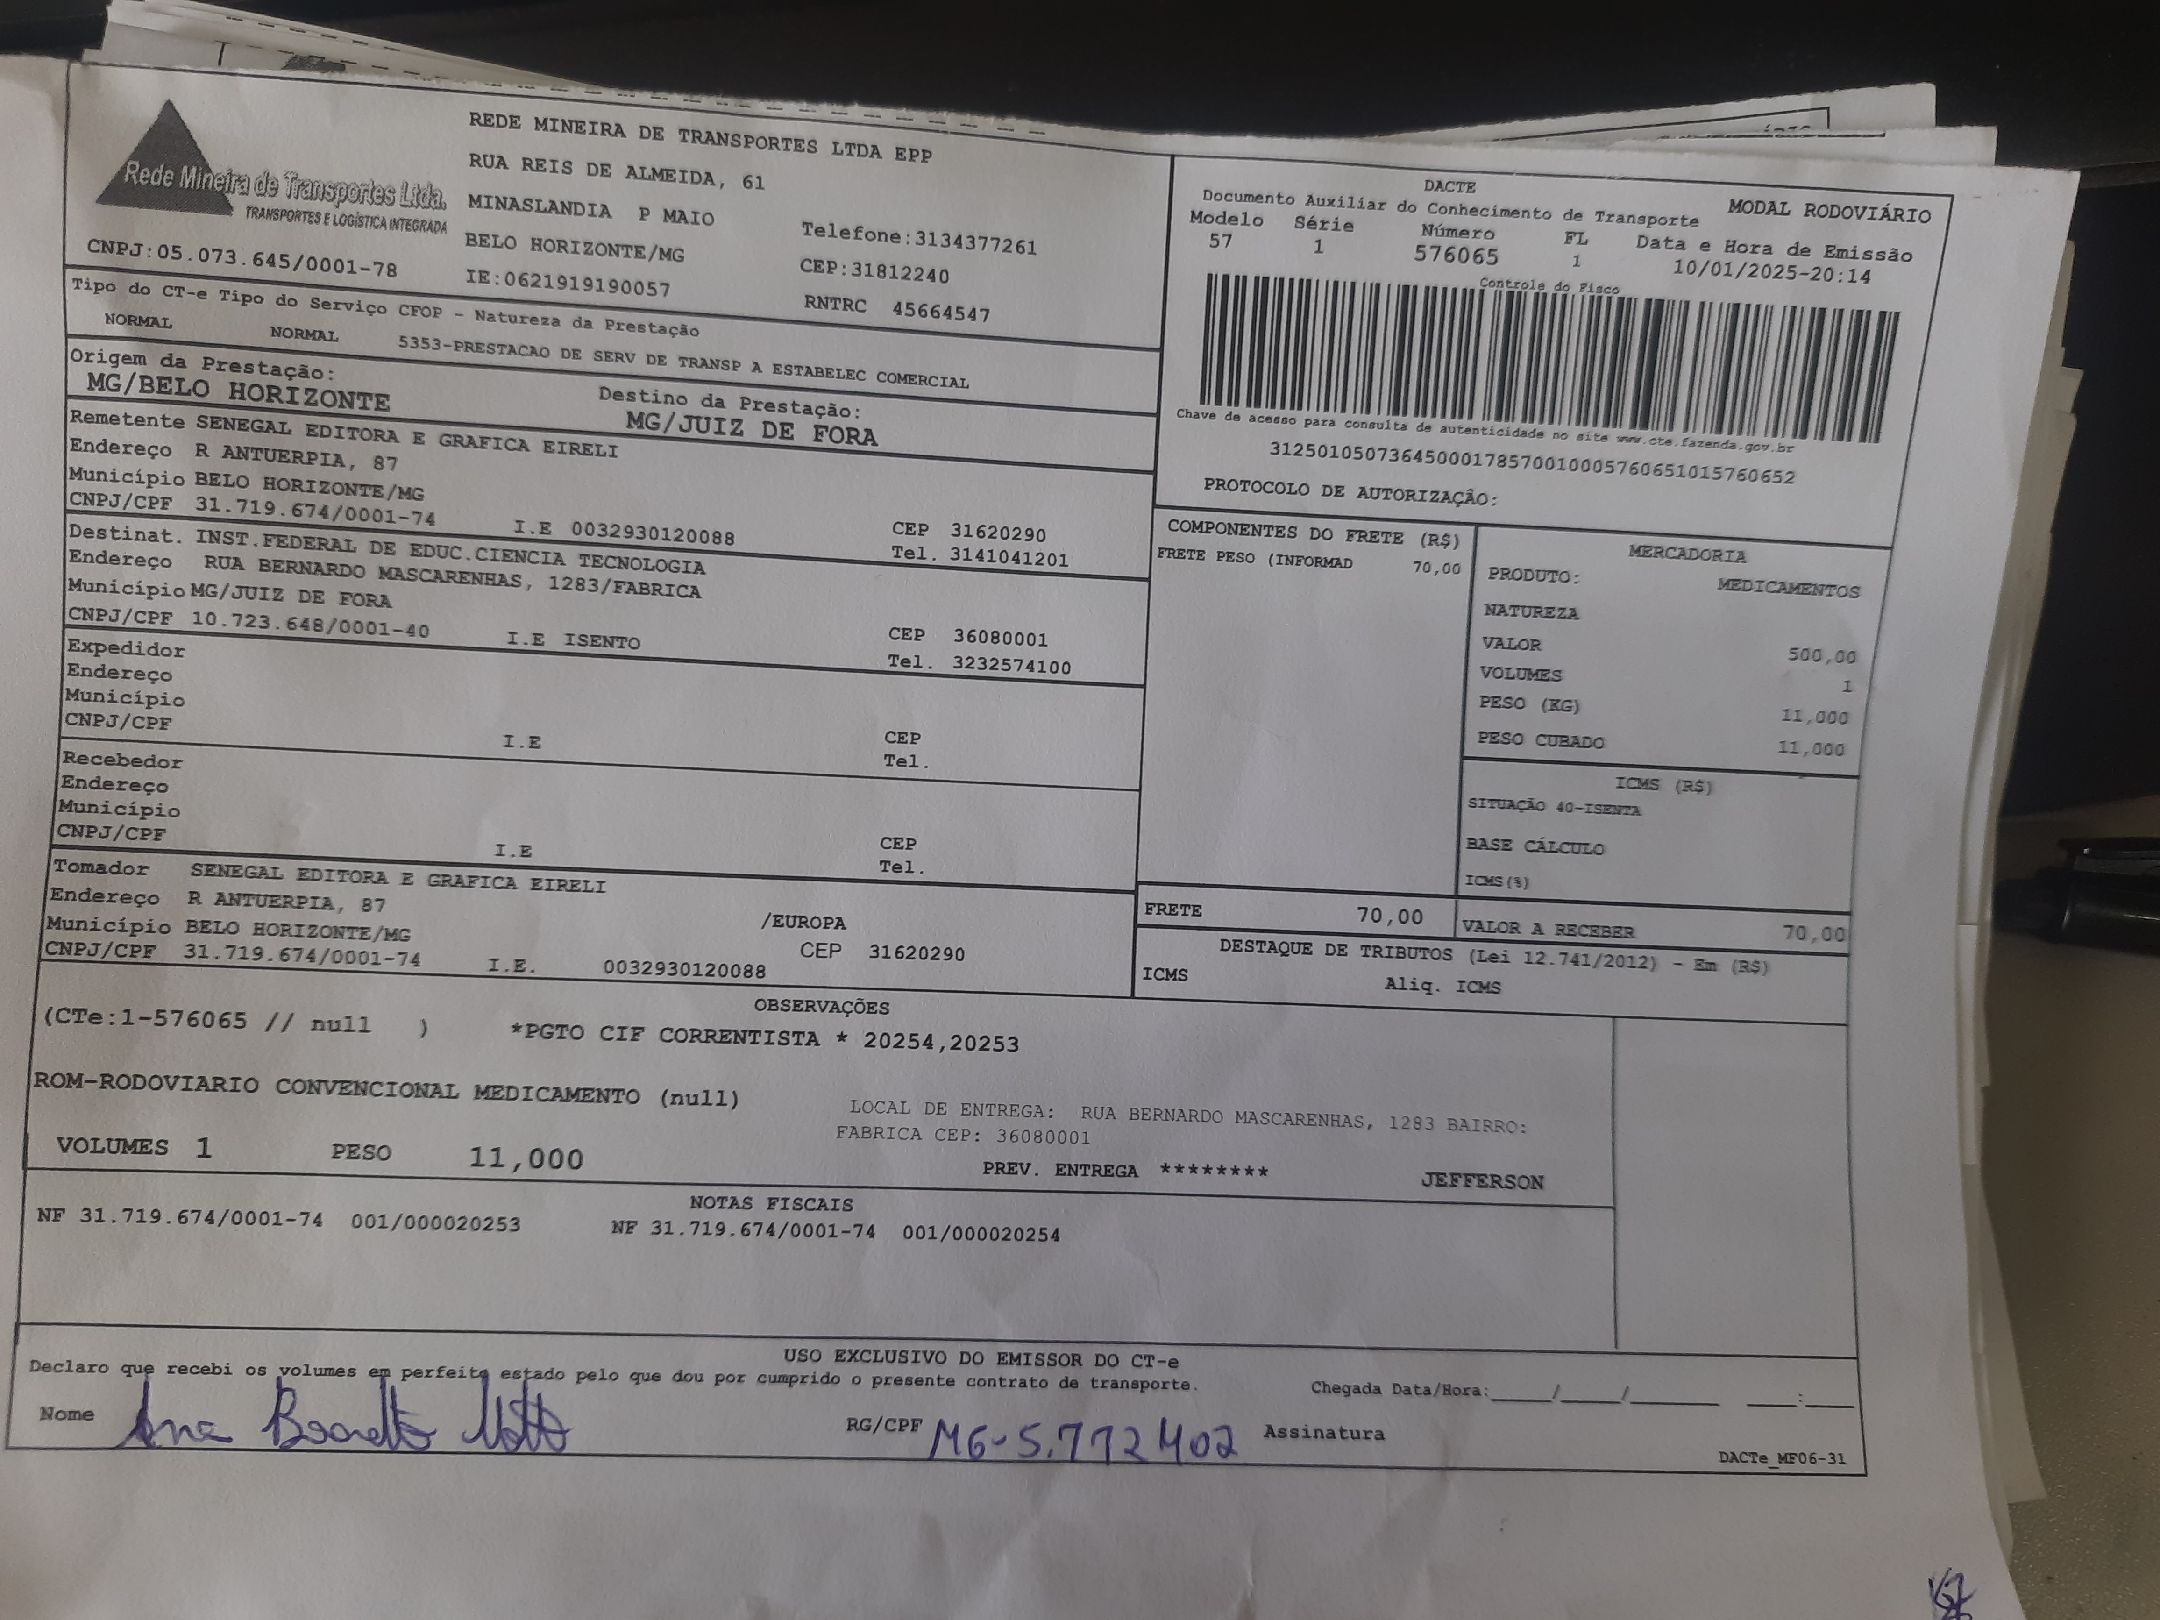 Rede Mineira de Transportes Ltda.
TRANSPORTES E LOGÍSTICA INTEGRADA
CNPJ:05.073.645/0001-78
REDE MINEIRA DE TRANSPORTES LTDA EPP
RUA REIS DE ALMEIDA, 61
MINASLANDIA P MAIO
BELO HORIZONTE/MG
IE:0621919190057
Telefone:3134377261
CEP:31812240
RNTRC 45664547
DACTE
Documento Auxiliar do Conhecimento de Transporte
MODAL RODOVIÁRIO
Modelo Série Número FL Data e Hora de Emissão
57 1 576065 1 10/01/2025-20:14
Controle do Fisco
Chave de acesso para consulta de autenticidade no site www.cte.fazenda.gov.br
31250105073645000178570010005760651015760652
PROTOCOLO DE AUTORIZAÇÃO:
Tipo do CT-e Tipo do Serviço CFOP - Natureza da Prestação
NORMAL NORMAL 5353-PRESTACAO DE SERV DE TRANSP A ESTABELEC COMERCIAL
Origem da Prestação: Destino da Prestação:
MG/BELO HORIZONTE MG/JUIZ DE FORA
Remetente SENEGAL EDITORA E GRAFICA EIRELI
Endereço R ANTUERPIA, 87
Município BELO HORIZONTE/MG CEP 31620290
CNPJ/CPF 31.719.674/0001-74 I.E 0032930120088 Tel. 3141041201
Destinat. INST.FEDERAL DE EDUC.CIENCIA TECNOLOGIA
Endereço RUA BERNARDO MASCARENHAS, 1283/FABRICA
Município MG/JUIZ DE FORA CEP 36080001
CNPJ/CPF 10.723.648/0001-40 I.E ISENTO Tel. 3232574100
Expedidor
Endereço
Município CEP
CNPJ/CPF I.E Tel.
Recebedor
Endereço
Município CEP
CNPJ/CPF I.E Tel.
Tomador SENEGAL EDITORA E GRAFICA EIRELI
Endereço R ANTUERPIA, 87 /EUROPA
Município BELO HORIZONTE/MG CEP 31620290
CNPJ/CPF 31.719.674/0001-74 I.E. 0032930120088
COMPONENTES DO FRETE (R$)
FRETE PESO (INFORMAD 70,00
MERCADORIA
PRODUTO: MEDICAMENTOS
NATUREZA
VALOR 500,00
VOLUMES 1
PESO (KG) 11,000
PESO CUBADO 11,000
ICMS (R$)
SITUAÇÃO 40-ISENTA
BASE CÁLCULO
ICMS(%)
FRETE 70,00 VALOR A RECEBER 70,00
DESTAQUE DE TRIBUTOS (Lei 12.741/2012) - Em (R$)
ICMS Aliq. ICMS
OBSERVAÇÕES
(CTe:1-576065 // null ) *PGTO CIF CORRENTISTA * 20254,20253
ROM-RODOVIARIO CONVENCIONAL MEDICAMENTO (null)
LOCAL DE ENTREGA: RUA BERNARDO MASCARENHAS, 1283 BAIRRO:
FABRICA CEP: 36080001
VOLUMES 1 PESO 11,000 PREV. ENTREGA ******** JEFFERSON
NOTAS FISCAIS
NF 31.719.674/0001-74 001/000020253 NF 31.719.674/0001-74 001/000020254
USO EXCLUSIVO DO EMISSOR DO CT-e
Declaro que recebi os volumes em perfeito estado pelo que dou por cumprido o presente contrato de transporte. Chegada Data/Hora:____/____/______ ___:___
Nome Ana RG/CPF MG-5.772402 Assinatura
DACTe_MF06-31